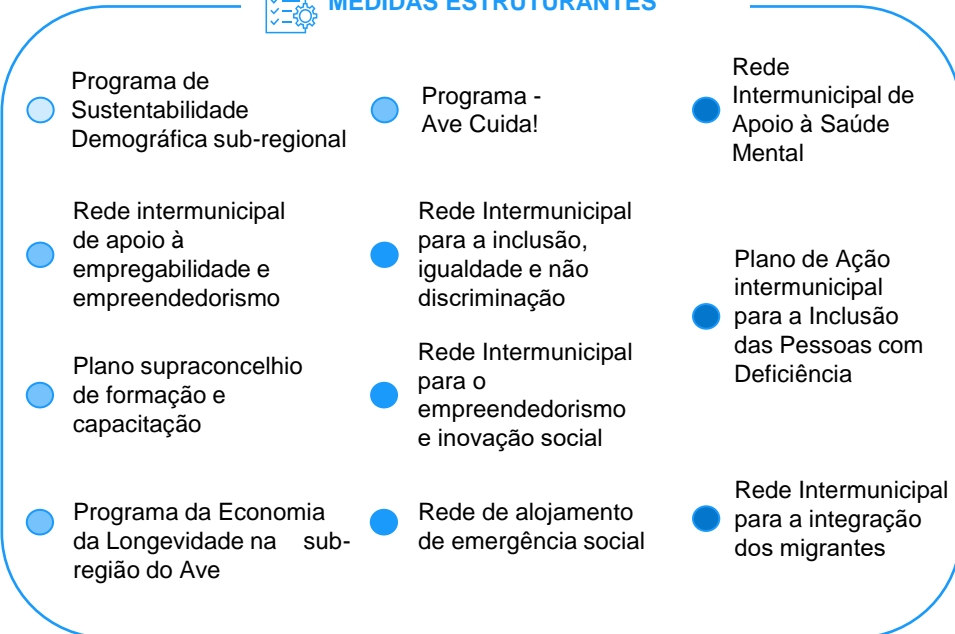 MEDIDAS ESTRUTURANTES
Programa de
Sustentabilidade
Demográfica sub-regional
Rede intermunicipal
de apoio à
empregabilidade e
empreendedorismo
Plano supraconcelhio
de formação e
capacitação
Programa da Economia
da Longevidade na sub-
região do Ave
Programa -
Ave Cuida!
Rede Intermunicipal
para a inclusão,
igualdade e não
discriminação
Rede Intermunicipal
para o
empreendedorismo
e inovação social
Rede de alojamento
de emergência social
Rede
Intermunicipal de
Apoio à Saúde
Mental
Plano de Ação
intermunicipal
para a Inclusão
das Pessoas com
Deficiência
Rede Intermunicipal
para a integração
dos migrantes